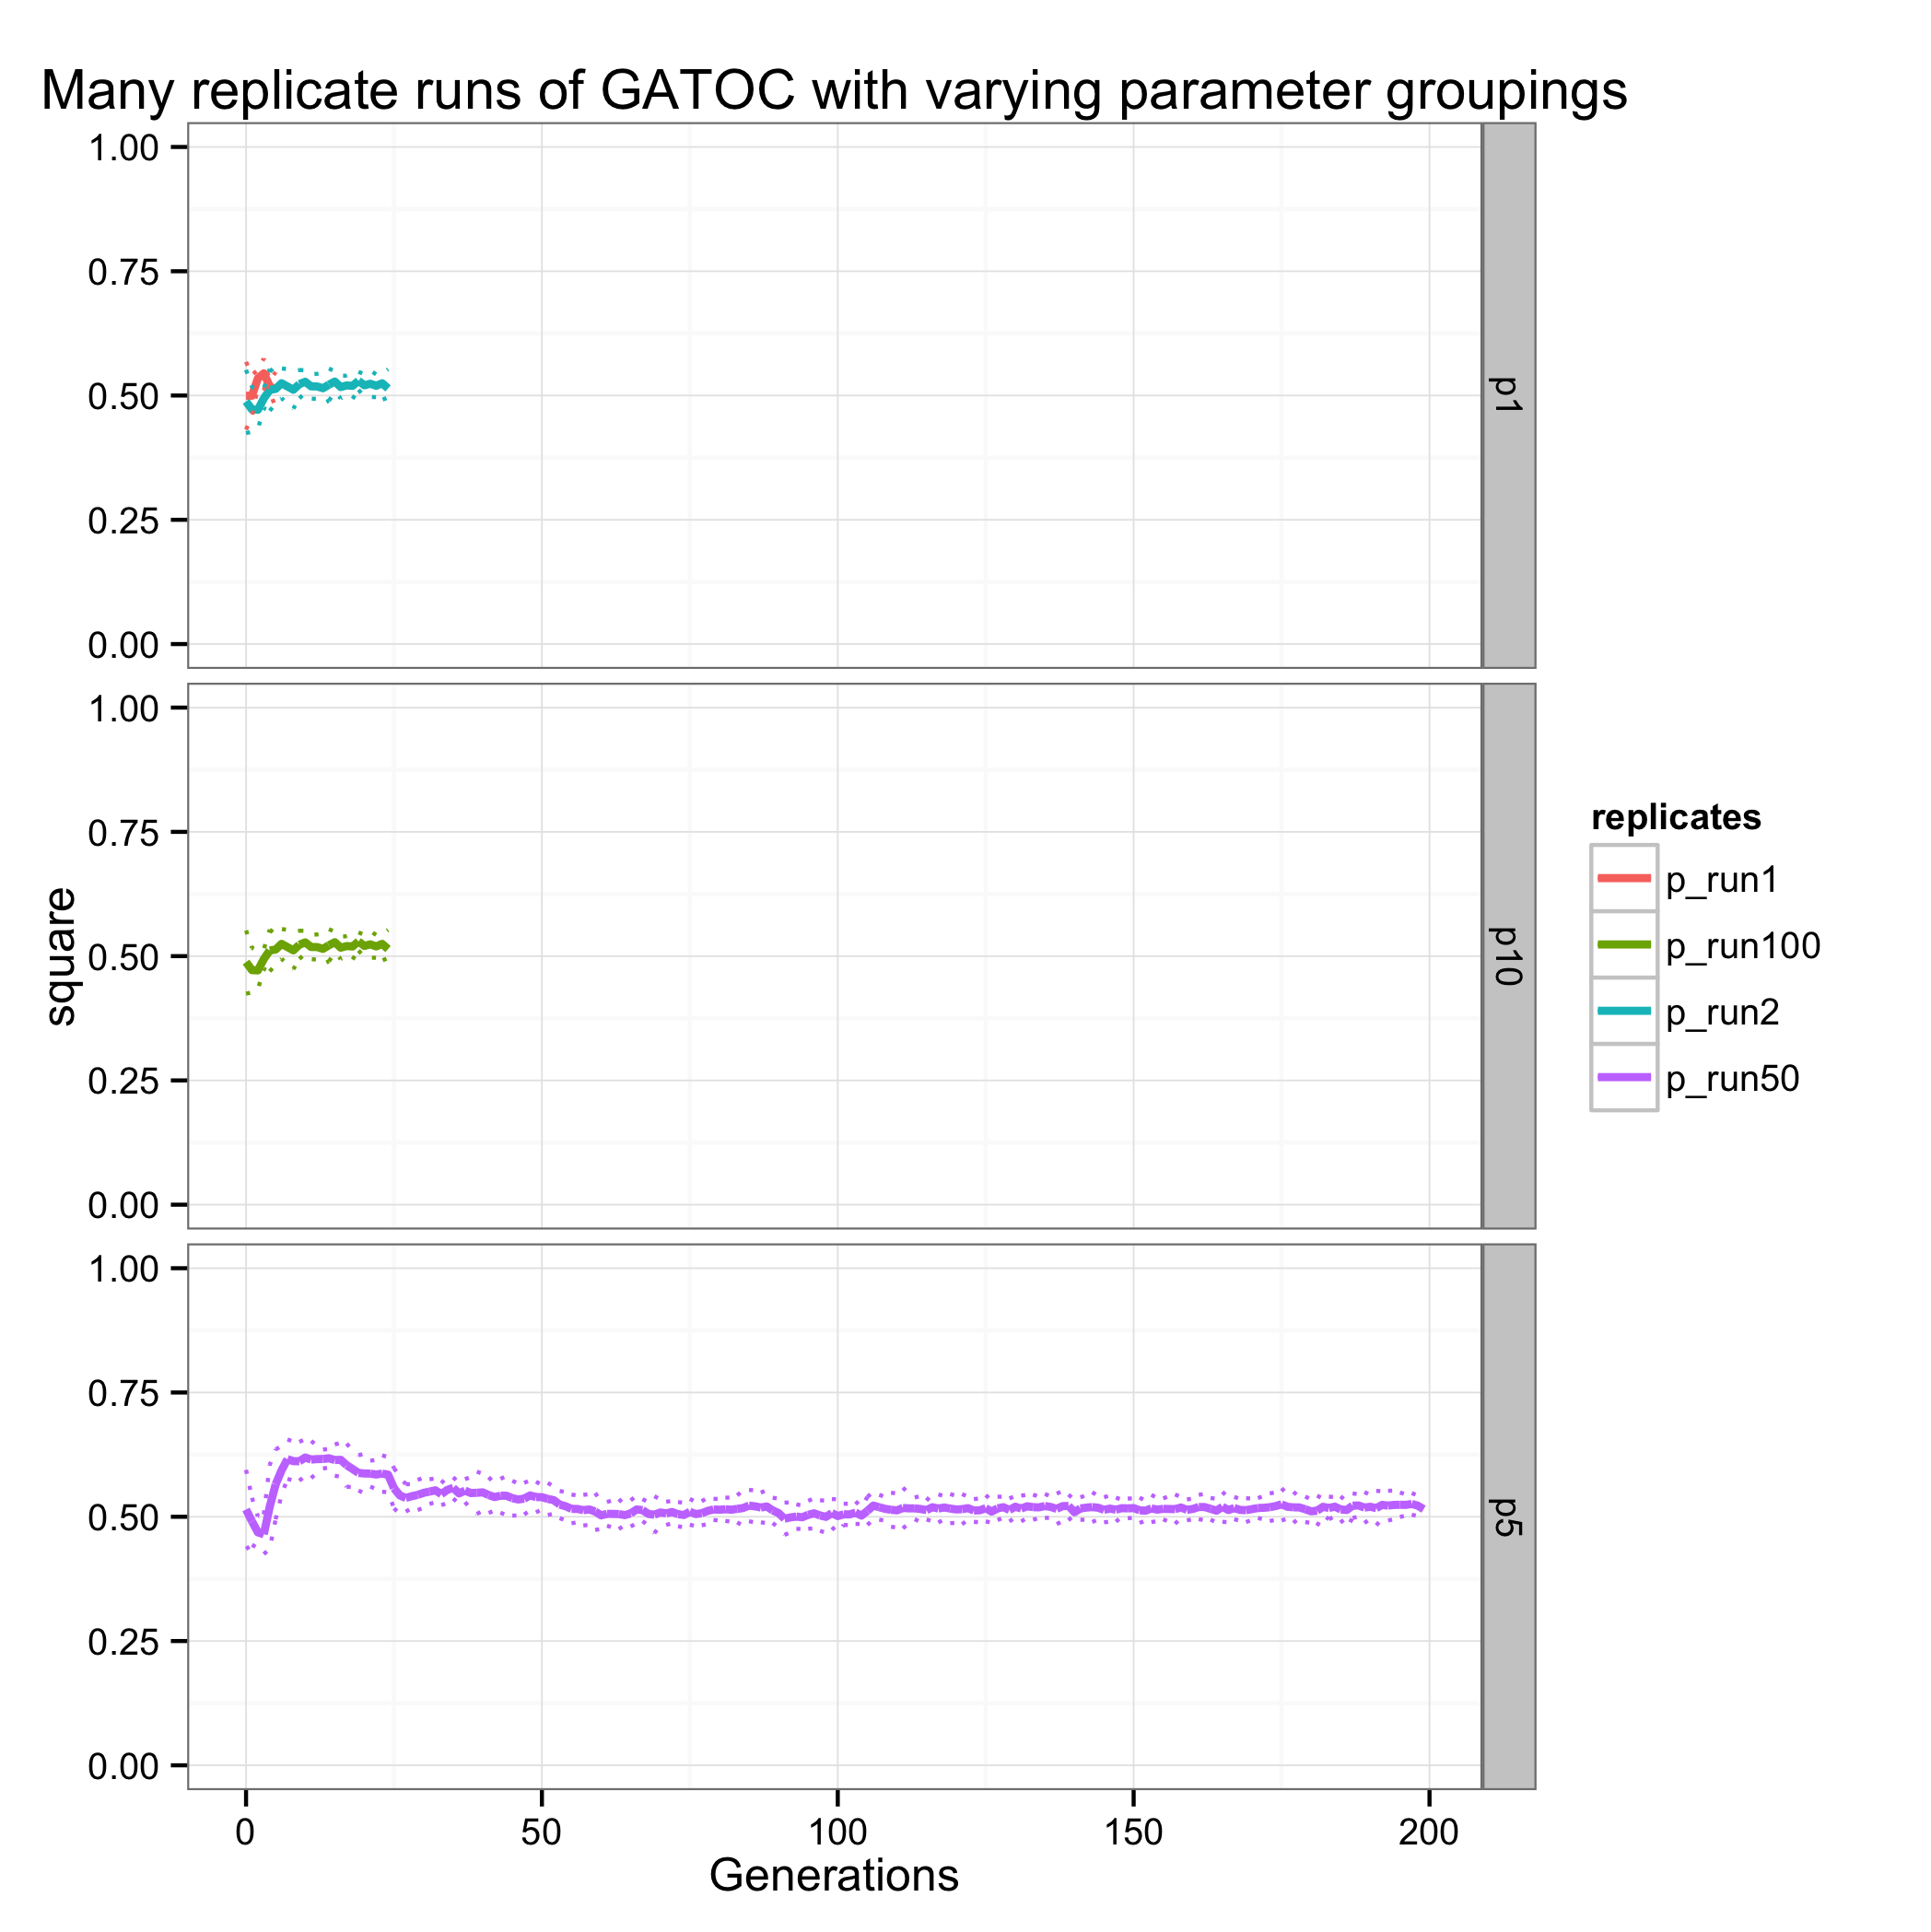 Many replicate runs of GATOC with varying parameter groupings
1.00
0.75
0.50
0.25
0.00
p1
1.00
0.75
0.50
0.25
0.00
p10
square
1.00
0.75
0.50
0.25
0.00
p5
0 50 100 150 200
Generations
replicates
p_run1
p_run100
p_run2
p_run50